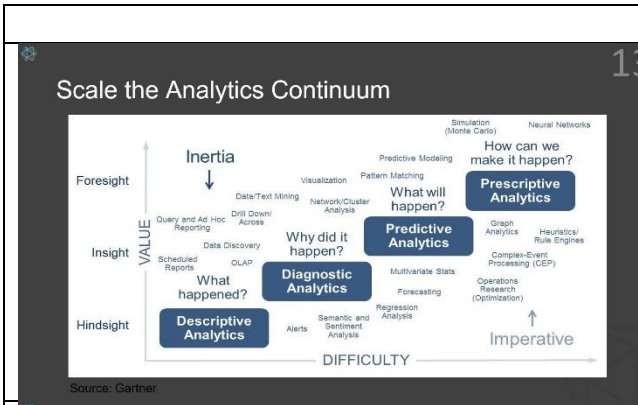 13
Scale the Analytics Continuum
Simulation
(Monte Carlo)
Neural Networks
How can we
make it happen?
Inertia
Predictive Modeling
Foresight
Visualization
Pattern Matching
Prescriptive
Analytics
What will
happen?
Data/Text Mining
Network/Cluster
Analysis
Query and Ad Hoc
Reporting
Drill Down/
Across
Predictive
Analytics
Graph
Analytics
Heuristics/
Rule Engines
VALUE
Why did it
happen?
Insight
Data Discovery
Scheduled
Reports
OLAP
Complex-Event
Processing (CEP)
What
happened?
Diagnostic
Analytics
Multivariate Stats
Operations
Research
(Optimization)
Forecasting
Regression
Analysis
Hindsight
Descriptive
Analytics
Alerts
Semantic and
Sentiment
Analysis
Imperative
DIFFICULTY
Source: Gartner